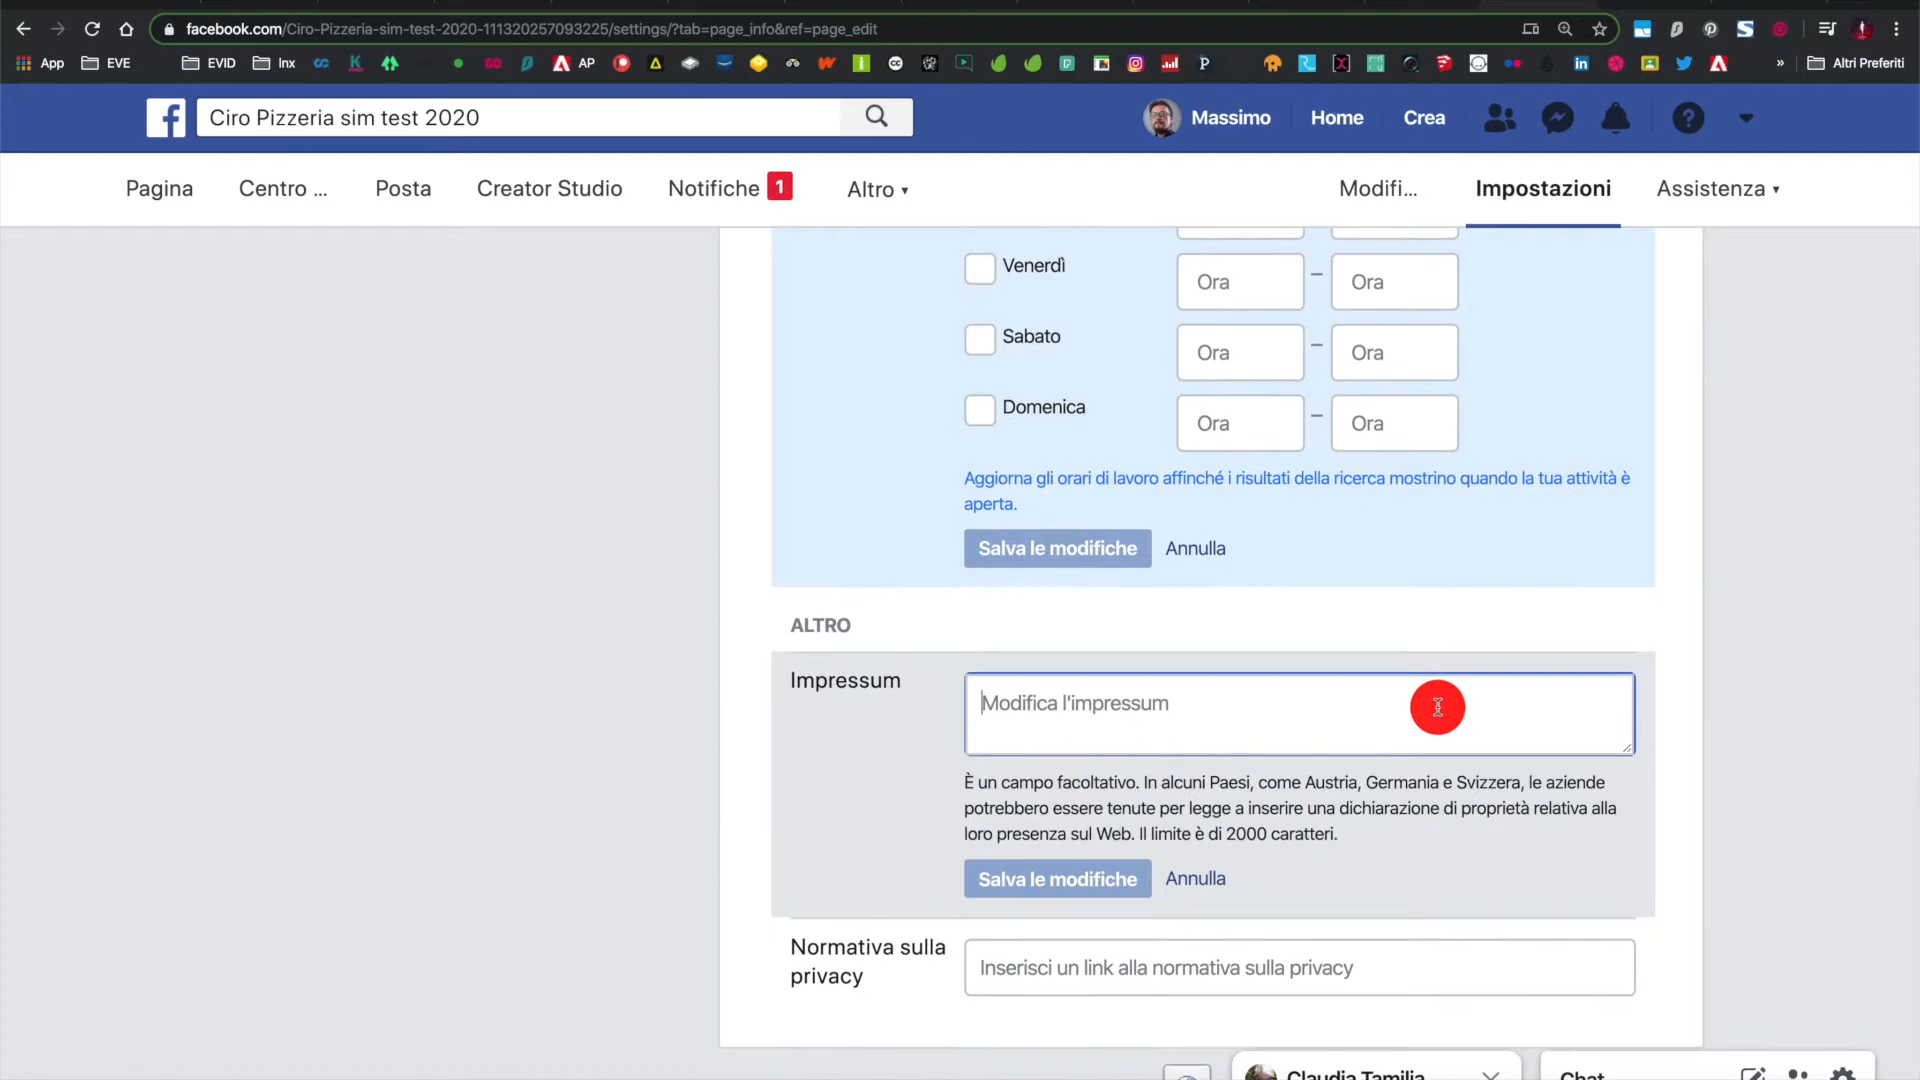 facebook.com/Ciro-Pizzeria-sim-test-2020-111320257093225/settings/?tab=page_info&ref=page_edit
App EVE EVID Inx AP Altri Preferiti
Ciro Pizzeria sim test 2020 Massimo Home Crea
Pagina Centro ... Posta Creator Studio Notifiche 1 Altro Modifi... Impostazioni Assistenza
Venerdì Ora – Ora
Sabato Ora – Ora
Domenica Ora – Ora
Aggiorna gli orari di lavoro affinché i risultati della ricerca mostrino quando la tua attività è
aperta.
Salva le modifiche Annulla
ALTRO
Impressum Modifica l'impressum
È un campo facoltativo. In alcuni Paesi, come Austria, Germania e Svizzera, le aziende
potrebbero essere tenute per legge a inserire una dichiarazione di proprietà relativa alla
loro presenza sul Web. Il limite è di 2000 caratteri.
Salva le modifiche Annulla
Normativa sulla
privacy
Inserisci un link alla normativa sulla privacy
Claudia Tamilia Chat